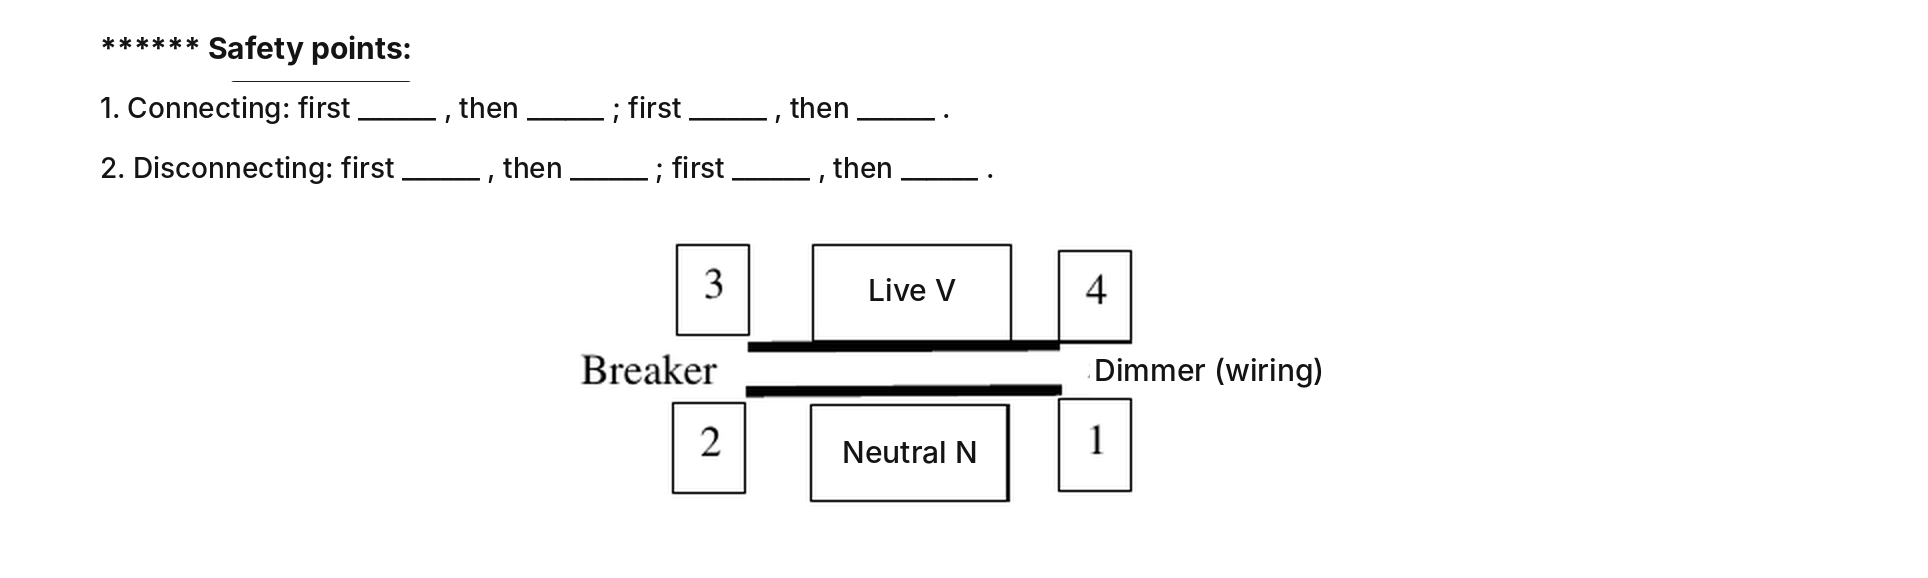 ****** Safety points:
1. Connecting: first _____ , then _____ ; first _____ , then _____ .
2. Disconnecting: first _____ , then _____ ; first _____ , then _____ .
3 Live V 4
Breaker Dimmer (wiring)
2 Neutral N 1